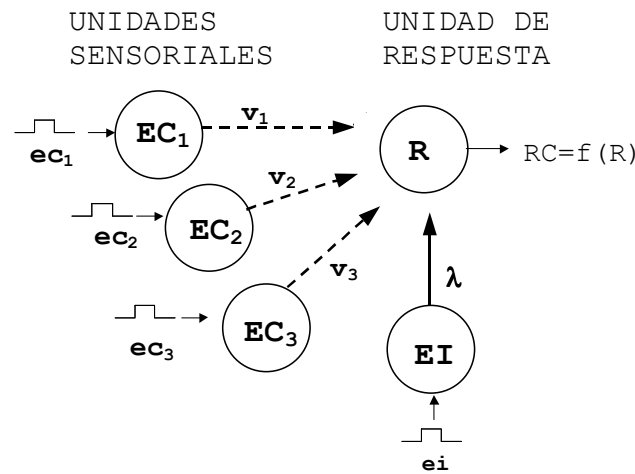 UNIDADES
SENSORIALES
UNIDAD DE
RESPUESTA
EC₁
v₁
ec₁
R
RC=f(R)
v₂
EC₂
ec₂
v₃
EC₃
ec₃
λ
EI
ei